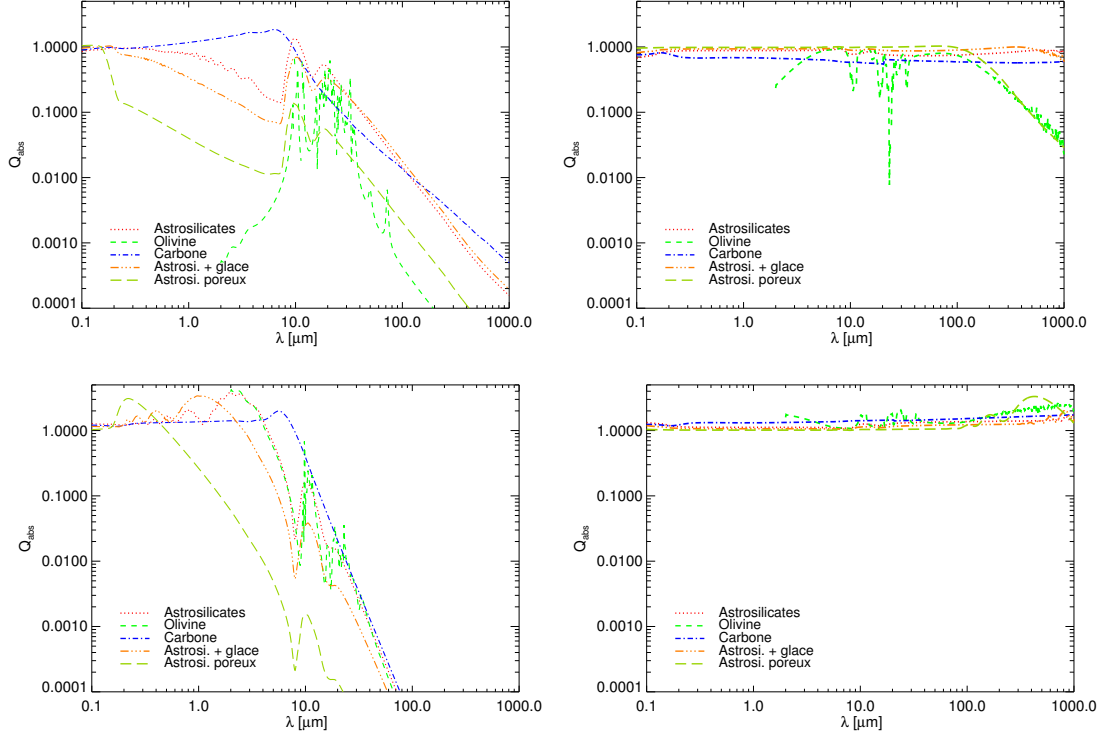 1.0000
0.1000
0.0100
0.0010
0.0001
Q_abs
Astrosilicates
Olivine
Carbone
Astrosi. + glace
Astrosi. poreux
0.1 1.0 10.0 100.0 1000.0
λ [μm]
1.0000
0.1000
0.0100
0.0010
0.0001
Q_abs
Astrosilicates
Olivine
Carbone
Astrosi. + glace
Astrosi. poreux
0.1 1.0 10.0 100.0 1000.0
λ [μm]
1.0000
0.1000
0.0100
0.0010
0.0001
Q_abs
Astrosilicates
Olivine
Carbone
Astrosi. + glace
Astrosi. poreux
0.1 1.0 10.0 100.0 1000.0
λ [μm]
1.0000
0.1000
0.0100
0.0010
0.0001
Q_abs
Astrosilicates
Olivine
Carbone
Astrosi. + glace
Astrosi. poreux
0.1 1.0 10.0 100.0 1000.0
λ [μm]